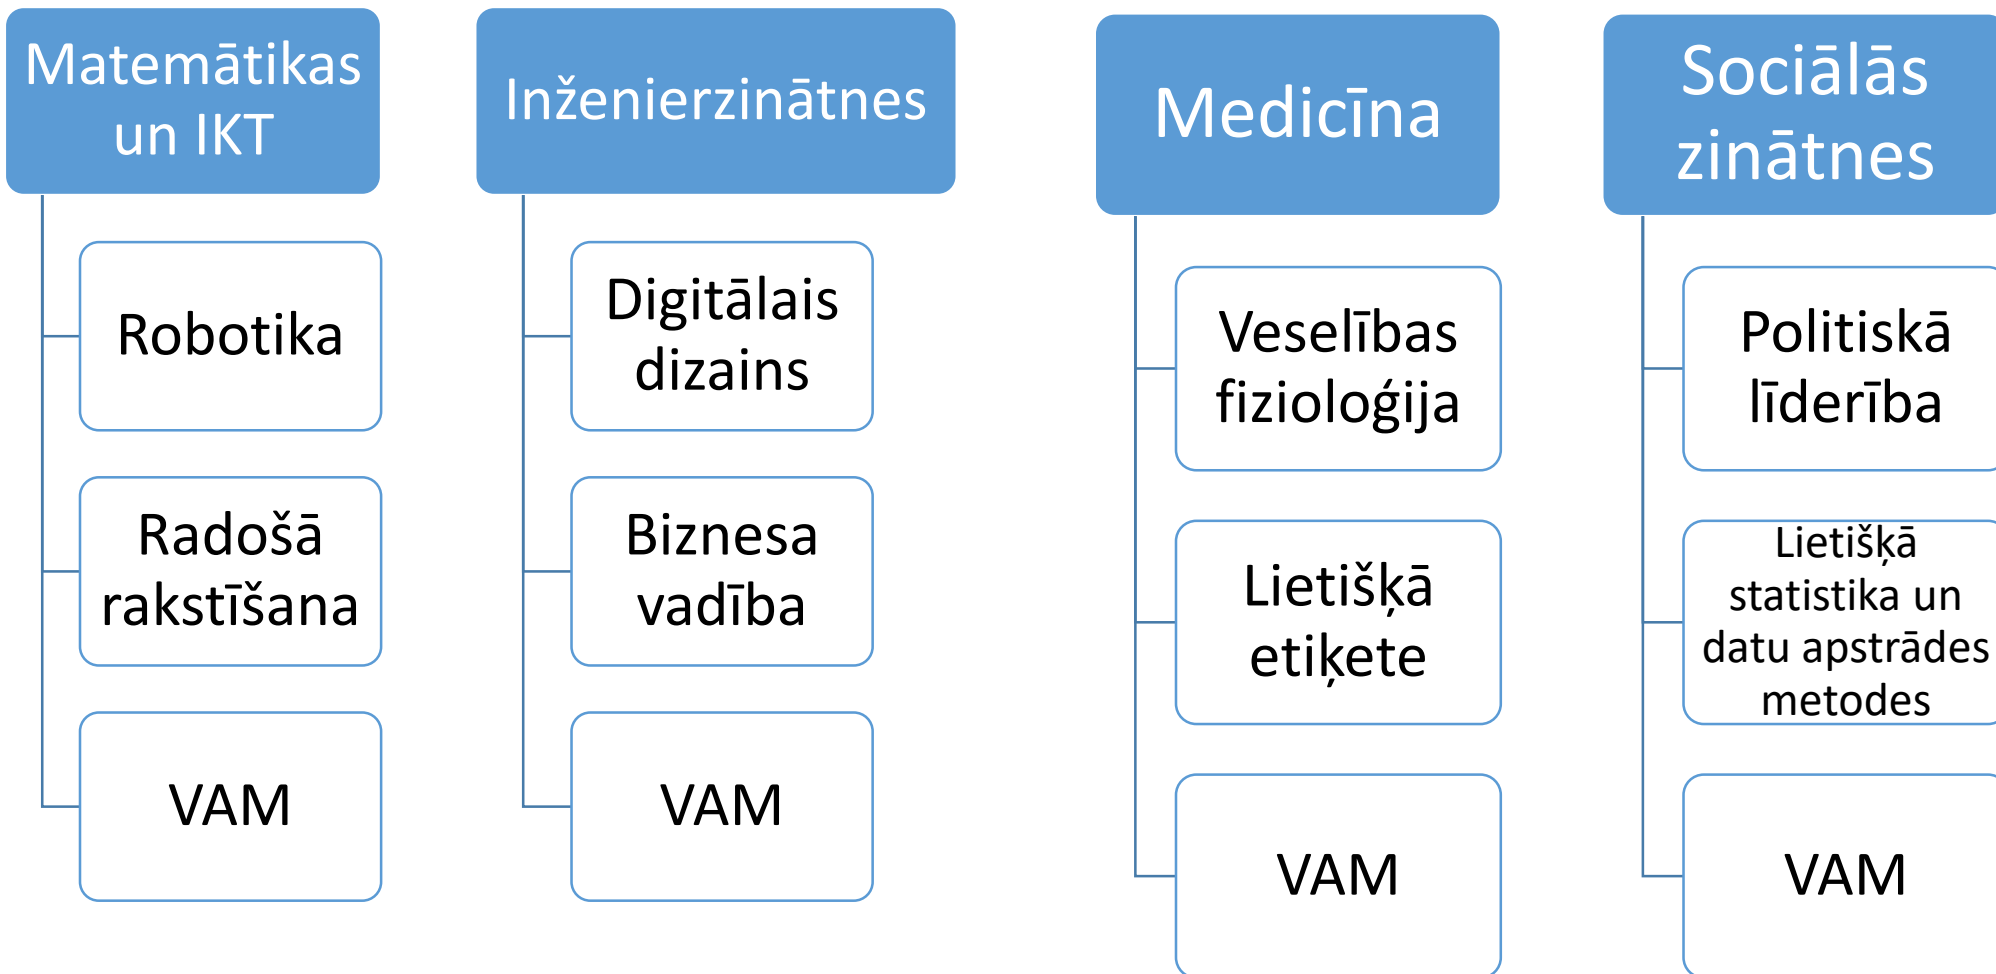 Matemātikas
un IKT
Robotika
Radošā
rakstīšana
VAM
Inženierzinātnes
Digitālais
dizains
Biznesa
vadība
VAM
Medicīna
Veselības
fizioloģija
Lietišķā
etiķete
VAM
Sociālās
zinātnes
Politiskā
līderība
Lietišķā
statistika un
datu apstrādes
metodes
VAM